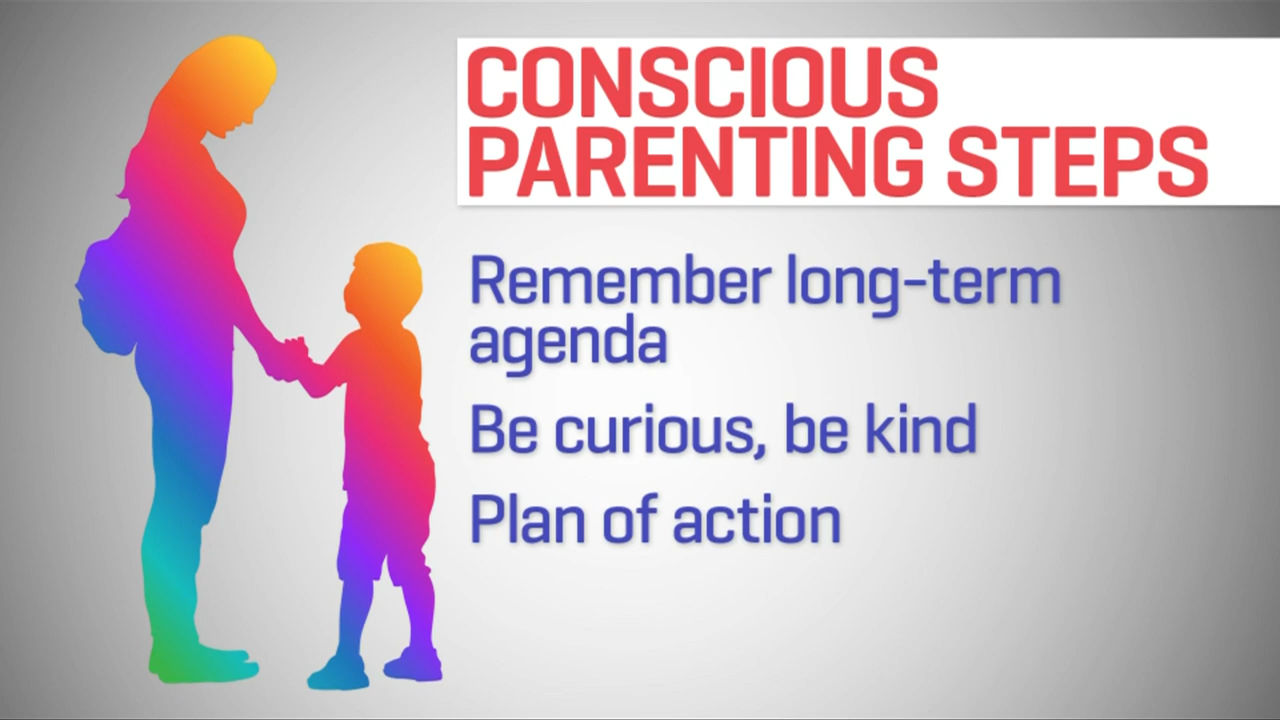 CONSCIOUS
PARENTING STEPS
Remember long-term
agenda
Be curious, be kind
Plan of action